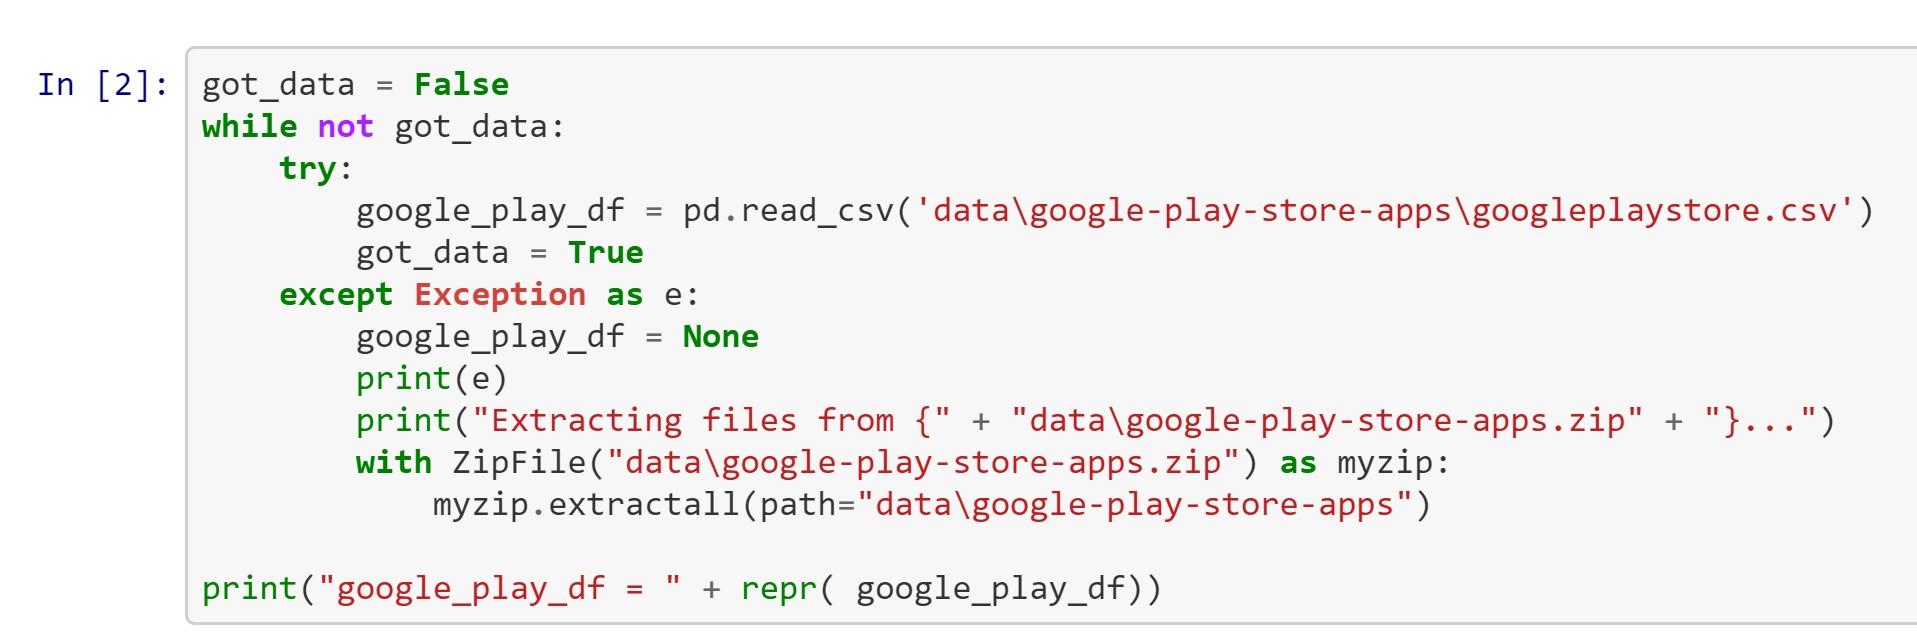 In [2]: got_data = False
while not got_data:
    try:
        google_play_df = pd.read_csv('data\google-play-store-apps\googleplaystore.csv')
        got_data = True
    except Exception as e:
        google_play_df = None
        print(e)
        print("Extracting files from {" + "data\google-play-store-apps.zip" + "}...")
        with ZipFile("data\google-play-store-apps.zip") as myzip:
            myzip.extractall(path="data\google-play-store-apps")
print("google_play_df = " + repr( google_play_df))